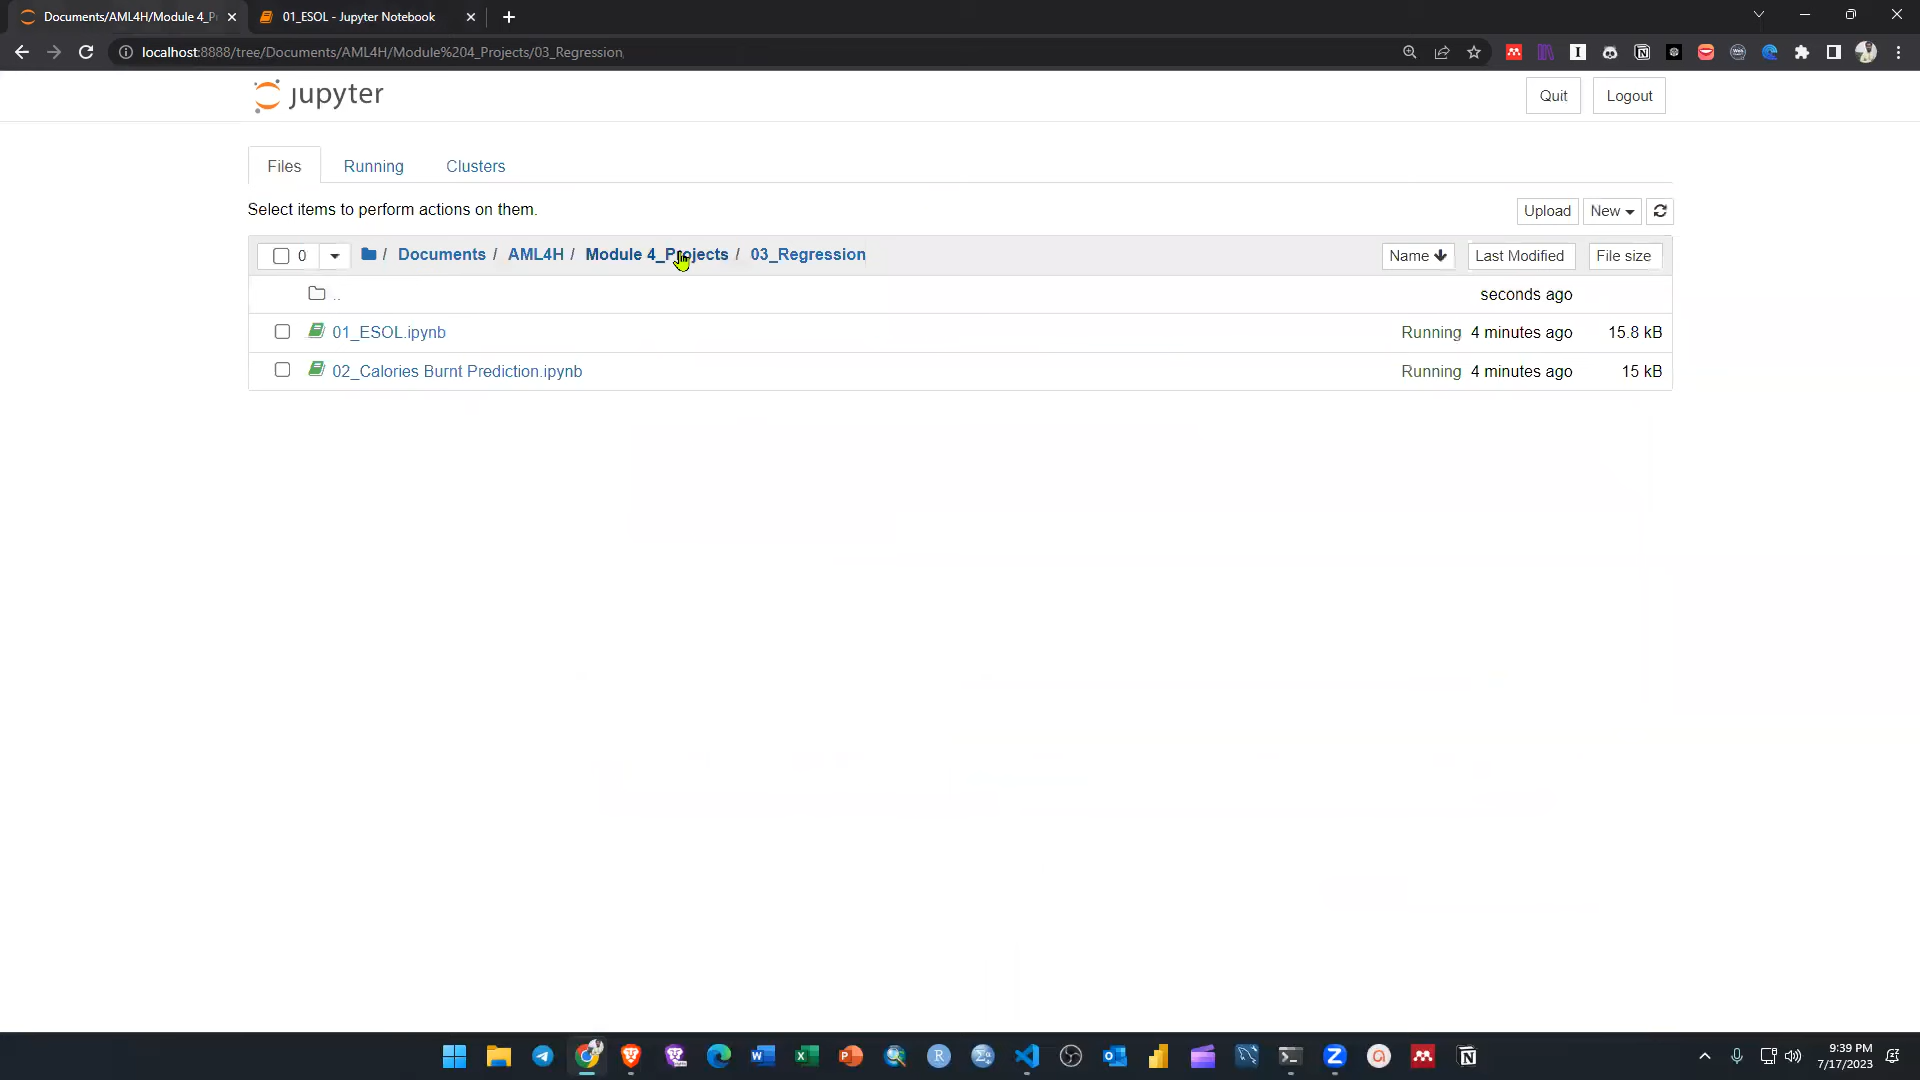 Documents/AML4H/Module 4_P
01_ESOL - Jupyter Notebook
localhost:8888/tree/Documents/AML4H/Module%204_Projects/03_Regression
jupyter
Quit
Logout
Files
Running
Clusters
Select items to perform actions on them.
Upload
New
0
/ Documents / AML4H / Module 4_Projects / 03_Regression
Name
Last Modified
File size
..
seconds ago
01_ESOL.ipynb
Running 4 minutes ago 15.8 kB
02_Calories Burnt Prediction.ipynb
Running 4 minutes ago 15 kB
9:39 PM
7/17/2023